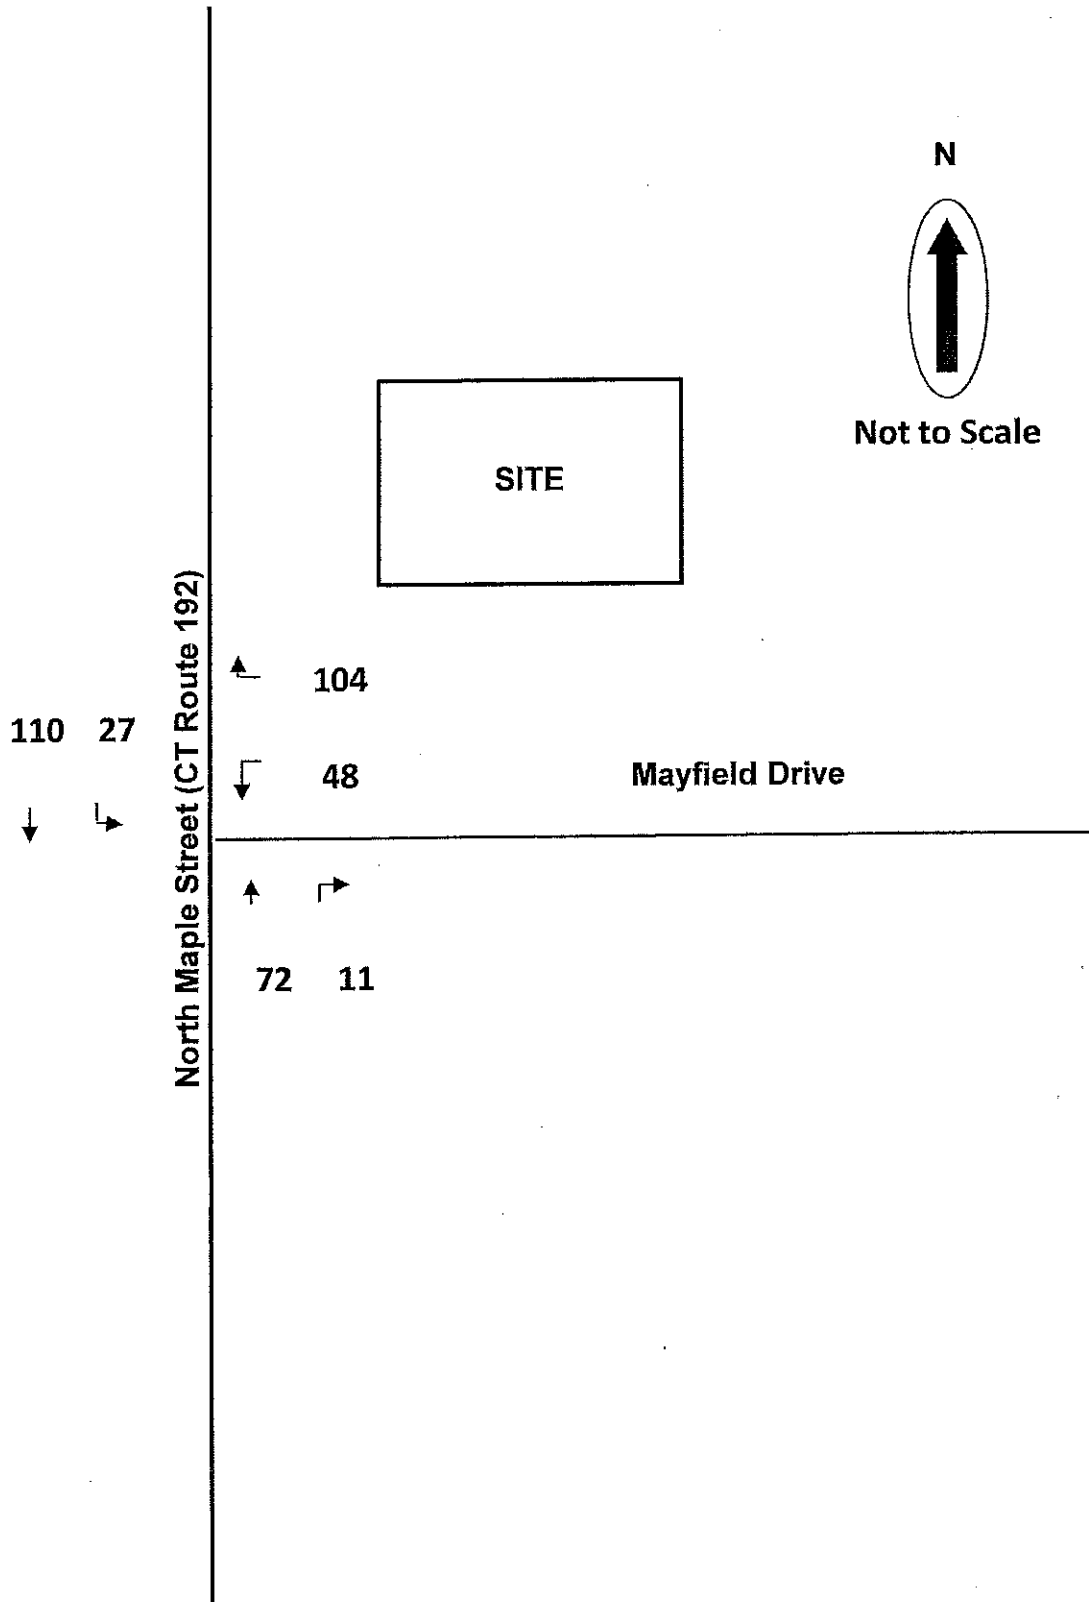 N
Not to Scale
SITE
North Maple Street (CT Route 192)
104
110 27
48
Mayfield Drive
72 11